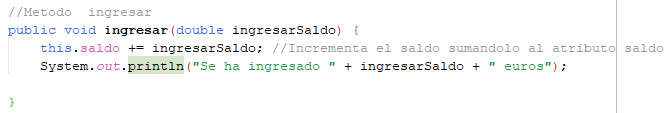 //Metodo  ingresar
public void ingresar(double ingresarSaldo) {
    this.saldo += ingresarSaldo; //Incrementa el saldo sumandolo al atributo saldo
    System.out.println("Se ha ingresado " + ingresarSaldo + " euros");
}